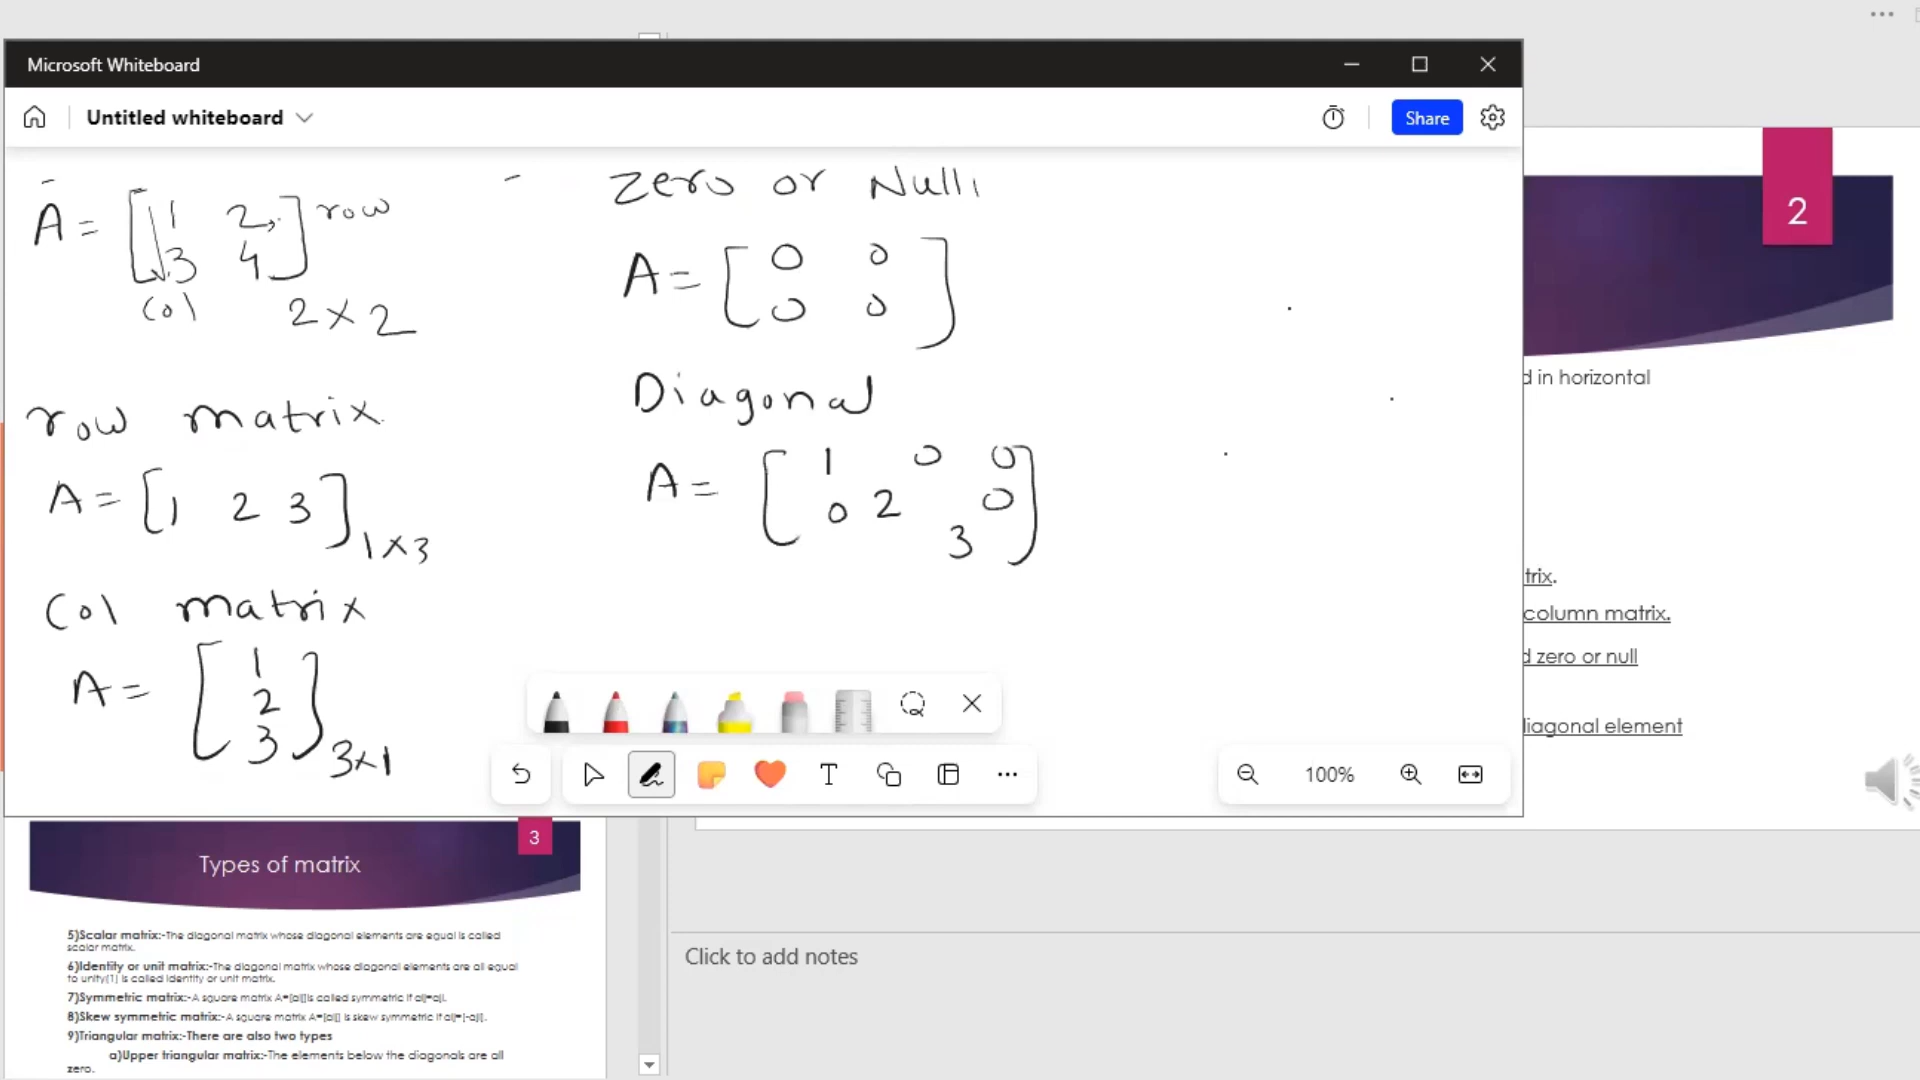 Microsoft Whiteboard
Untitled whiteboard
Share
A = [ 1 2 ] row
3 4
col 2 × 2
row matrix
A = [ 1 2 3 ] 1×3
col matrix
A = [ 1
2
3 ] 3×1
Zero or Null
A = [ 0 0
0 0 ]
Diagonal
A = [ 1 0 0
0 2 0
3 ]
100%
2
d in horizontal
trix.
column matrix.
d zero or null
diagonal element
3
Types of matrix
5)Scalar matrix:-The diagonal matrix whose diagonal elements are equal is called
scalar matrix.
6)Identity or unit matrix:-The diagonal matrix whose diagonal elements are all equal
to unity(1) is called identity or unit matrix.
7)Symmetric matrix:-A square matrix A=[aij]is called symmetric if aij=aji.
8)Skew symmetric matrix:-A square matrix A=[aij] is skew symmetric if aij=[-aji].
9)Triangular matrix:-There are also two types
a)Upper triangular matrix:-The elements below the diagonals are all
zero.
Click to add notes